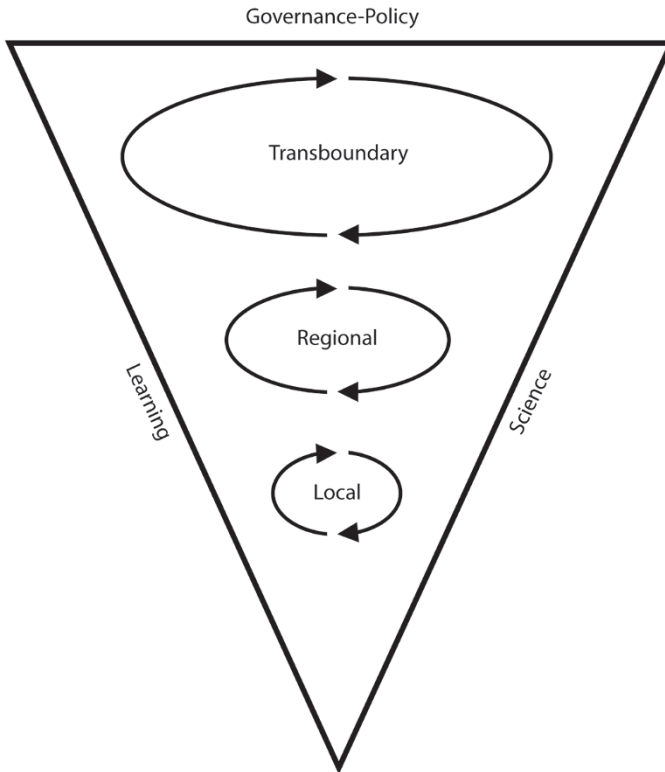 Governance-Policy
Transboundary
Regional
Learning
Science
Local